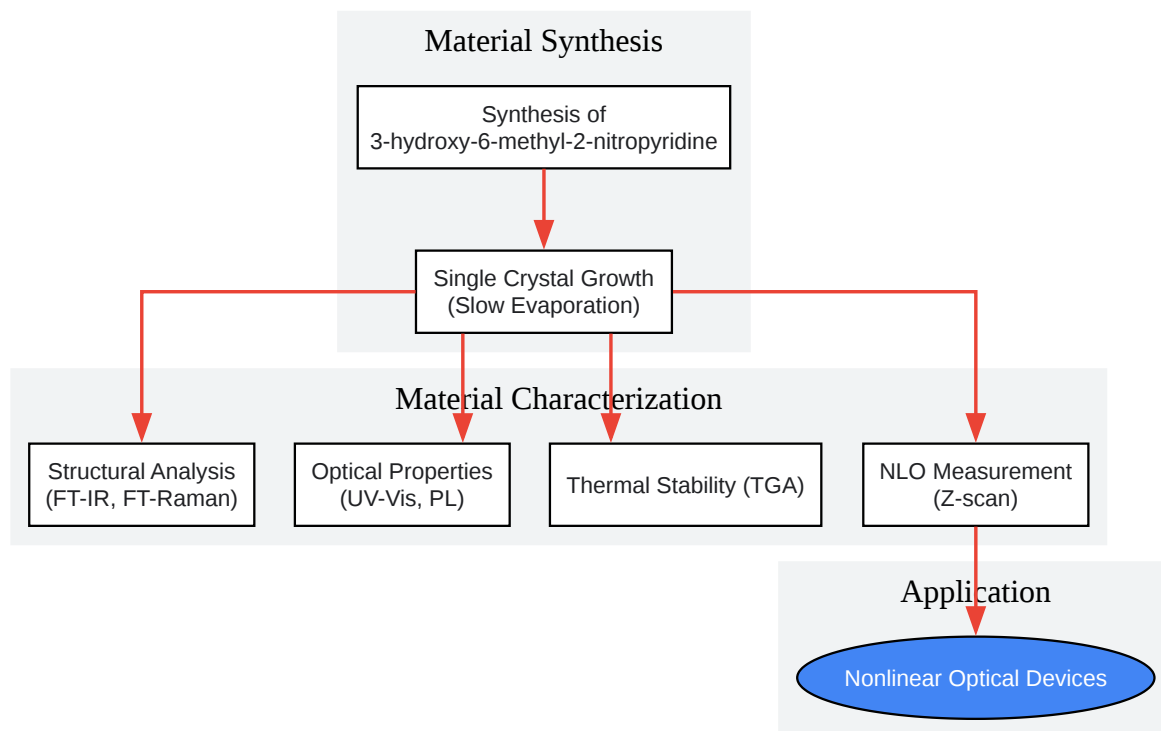 Material Synthesis
Synthesis of
3-hydroxy-6-methyl-2-nitropyridine
Single Crystal Growth
(Slow Evaporation)
Material Characterization
Structural Analysis
(FT-IR, FT-Raman)
Optical Properties
(UV-Vis, PL)
Thermal Stability (TGA)
NLO Measurement
(Z-scan)
Application
Nonlinear Optical Devices